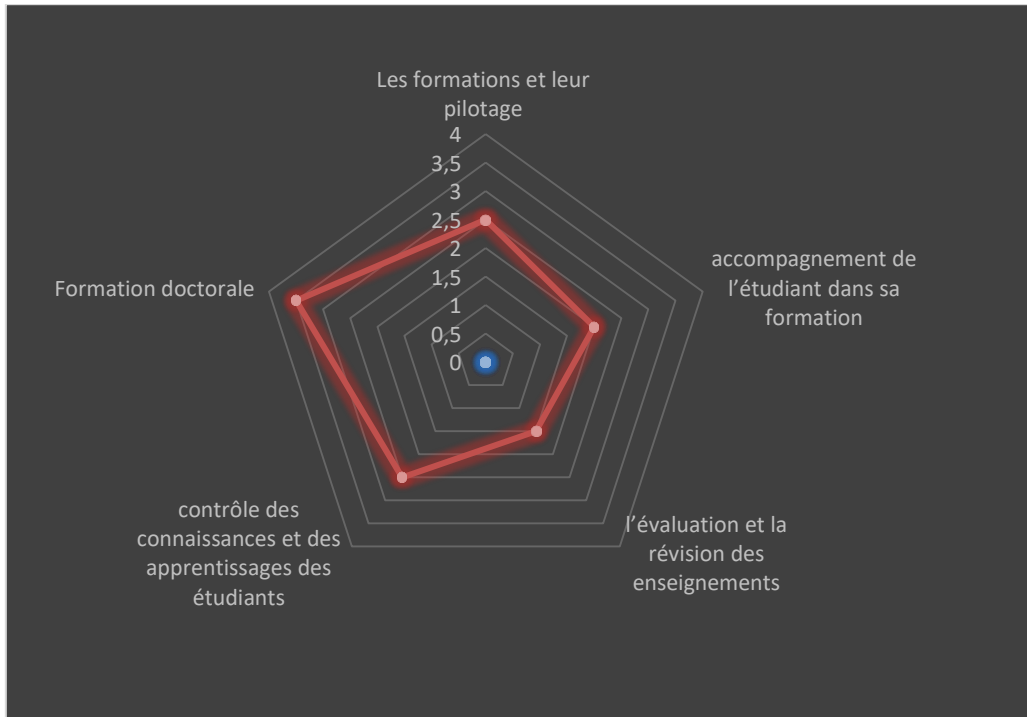 Les formations et leur
pilotage
4
3,5
3
2,5
2
1,5
1
0,5
0
accompagnement de
l’étudiant dans sa
formation
l’évaluation et la
révision des
enseignements
contrôle des
connaissances et des
apprentissages des
étudiants
Formation doctorale